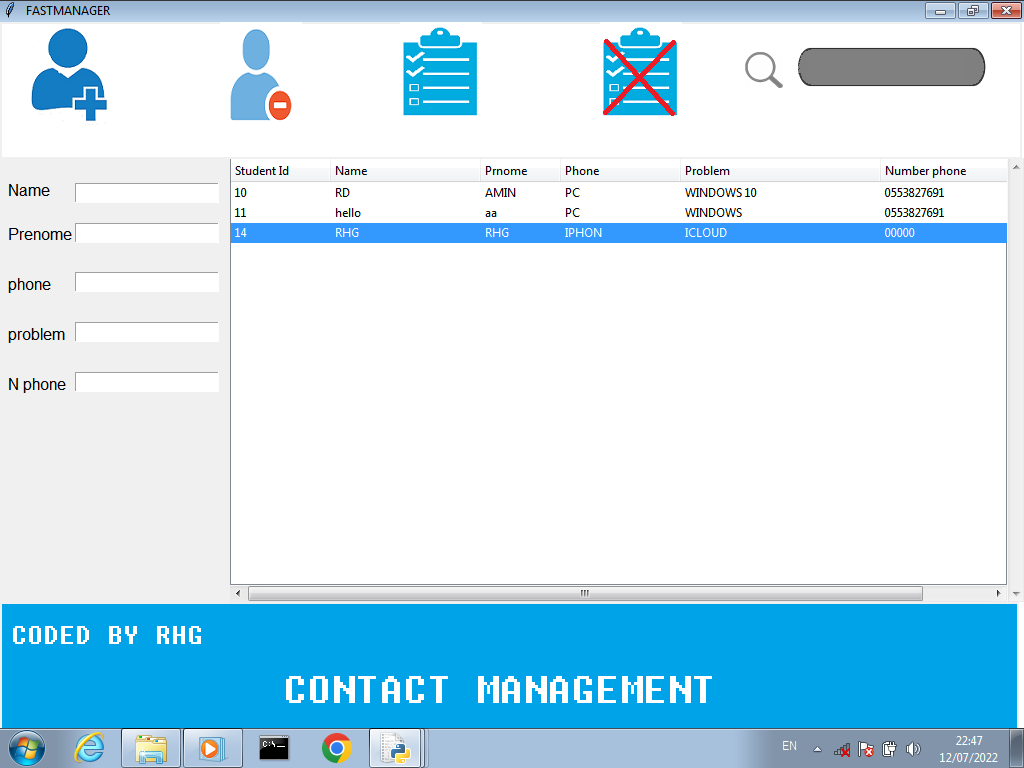 FASTMANAGER
Student Id Name Prnome Phone Problem Number phone
10 RD AMIN PC WINDOWS 10 0553827691
11 hello aa PC WINDOWS 0553827691
14 RHG RHG IPHON ICLOUD 00000
Name
Prenome
phone
problem
N phone
CODED BY RHG
CONTACT MANAGEMENT
EN
22:47
12/07/2022